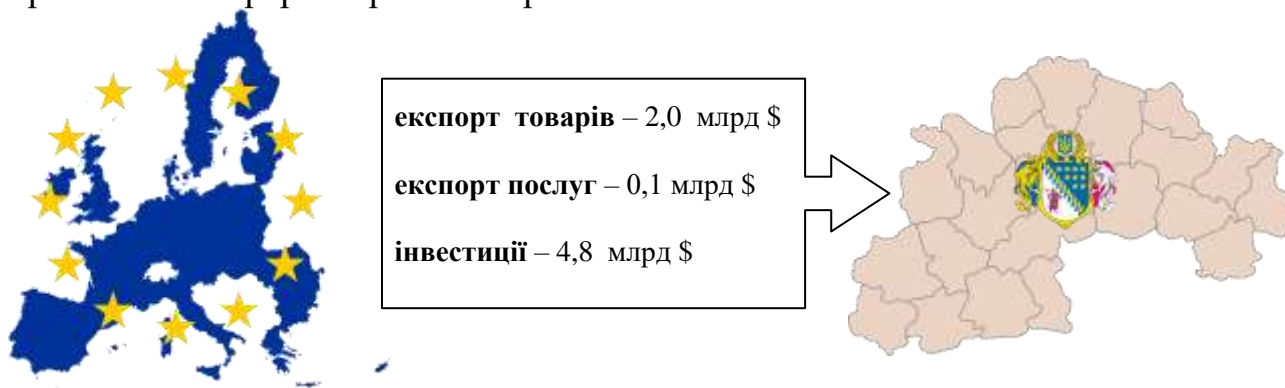 експорт товарів – 2,0 млрд $
експорт послуг – 0,1 млрд $
інвестиції – 4,8 млрд $